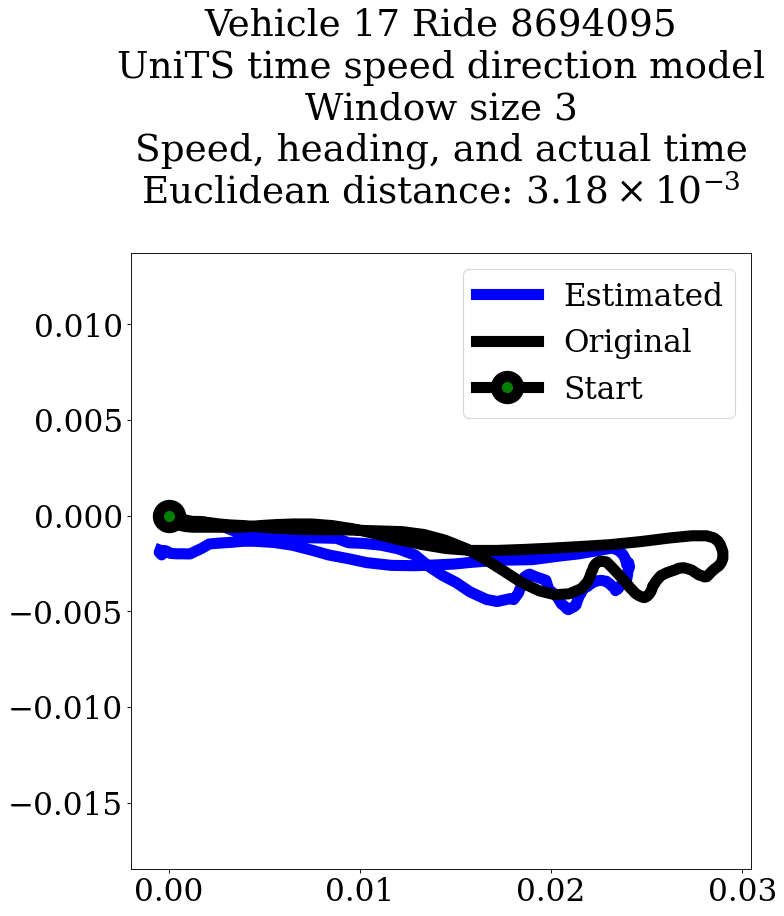 Vehicle 17 Ride 8694095
UniTS time speed direction model
Window size 3
Speed, heading, and actual time
Euclidean distance: 3.18 × 10⁻³
Estimated
Original
Start
0.010
0.005
0.000
−0.005
−0.010
−0.015
0.00 0.01 0.02 0.03